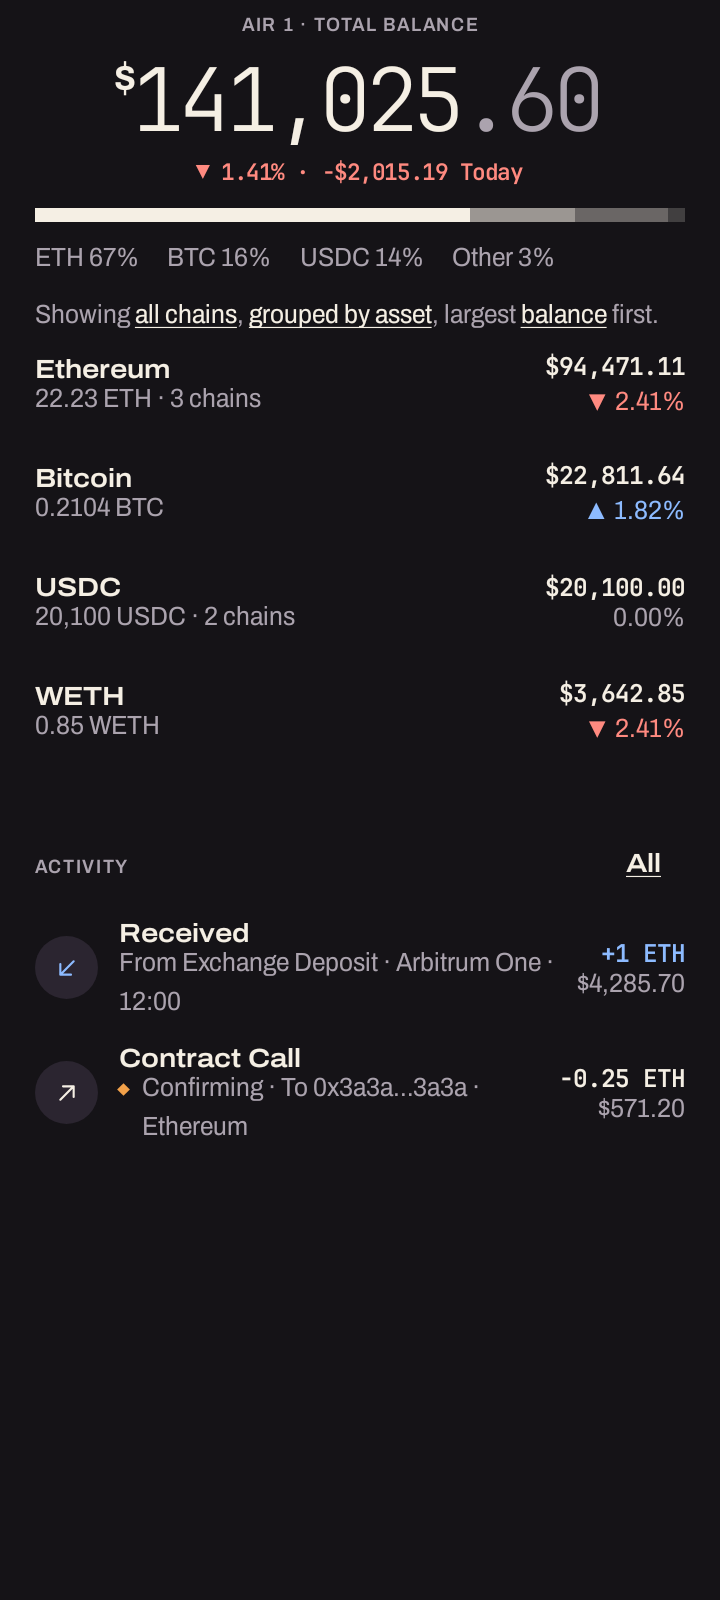 AIR 1 · TOTAL BALANCE
$141,025.60
▼ 1.41% · -$2,015.19 Today
ETH 67% BTC 16% USDC 14% Other 3%
Showing all chains, grouped by asset, largest balance first.
Ethereum $94,471.11
22.23 ETH · 3 chains ▼ 2.41%
Bitcoin $22,811.64
0.2104 BTC ▲ 1.82%
USDC $20,100.00
20,100 USDC · 2 chains 0.00%
WETH $3,642.85
0.85 WETH ▼ 2.41%
ACTIVITY All
Received
From Exchange Deposit · Arbitrum One · +1 ETH
12:00 $4,285.70
Contract Call
Confirming · To 0x3a3a...3a3a · -0.25 ETH
Ethereum $571.20